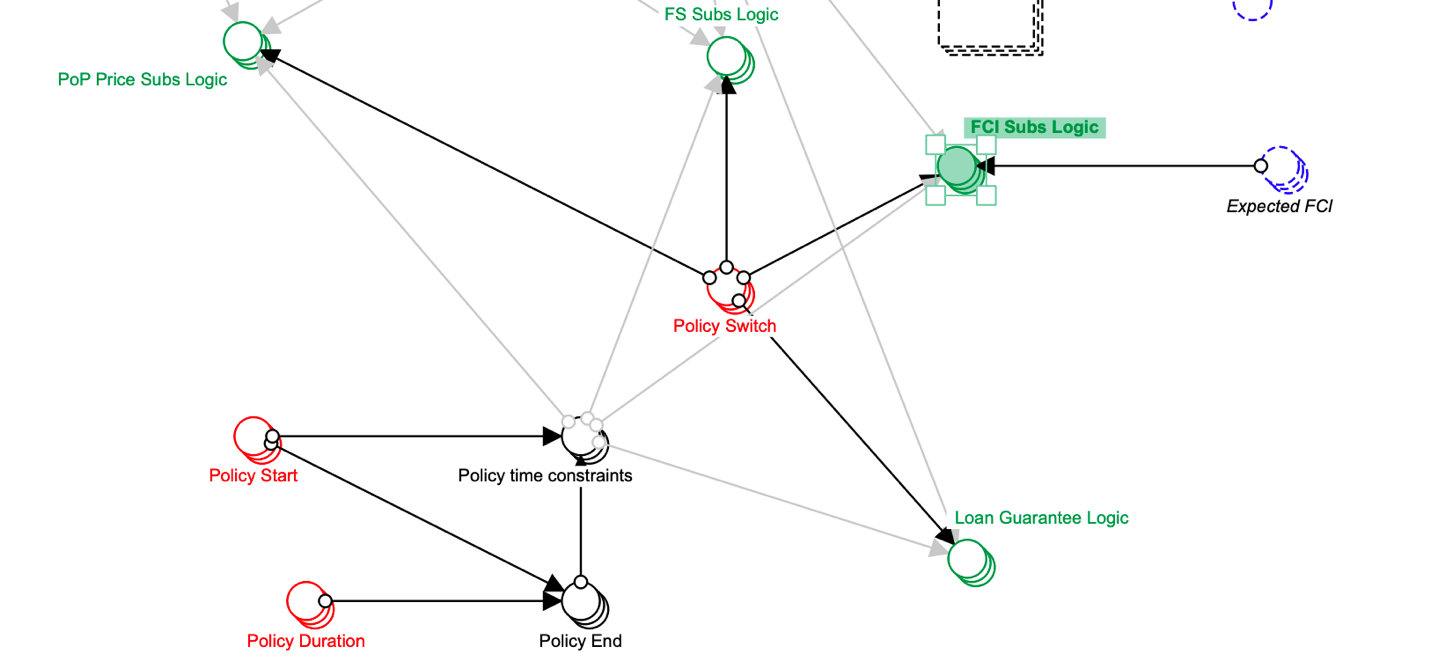 FS Subs Logic
PoP Price Subs Logic
FCI Subs Logic
Expected FCI
Policy Switch
Policy Start
Policy time constraints
Loan Guarantee Logic
Policy Duration
Policy End